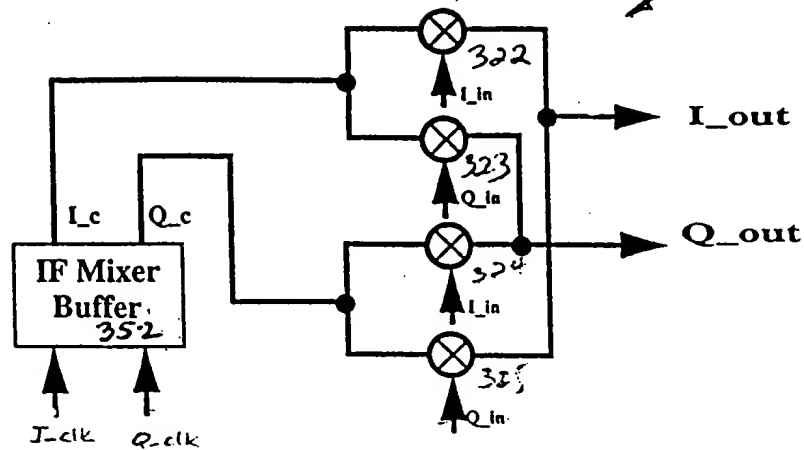 322
I_in
I_out
323
Q_in
I_c
Q_c
Q_out
IF Mixer
Buffer
352
324
I_in
Q_in
I_clk
Q_clk